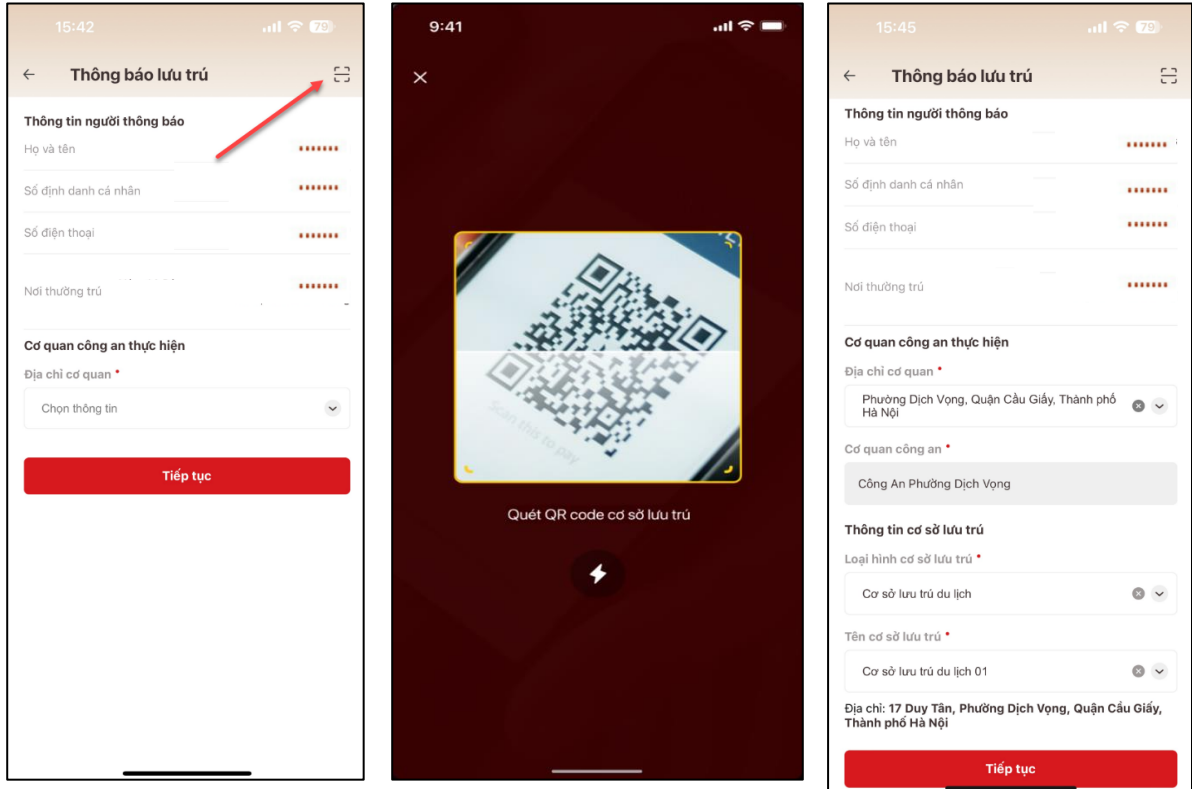 15:42
79
Thông báo lưu trú
Thông tin người thông báo
Họ và tên
Số định danh cá nhân
Số điện thoại
Nơi thường trú
Cơ quan công an thực hiện
Địa chỉ cơ quan *
Chọn thông tin
Tiếp tục
9:41
Scan this to pay
Quét QR code cơ sở lưu trú
15:45
79
Thông báo lưu trú
Thông tin người thông báo
Họ và tên
Số định danh cá nhân
Số điện thoại
Nơi thường trú
Cơ quan công an thực hiện
Địa chỉ cơ quan *
Phường Dịch Vọng, Quận Cầu Giấy, Thành phố
Hà Nội
Cơ quan công an *
Công An Phường Dịch Vọng
Thông tin cơ sở lưu trú
Loại hình cơ sở lưu trú *
Cơ sở lưu trú du lịch
Tên cơ sở lưu trú *
Cơ sở lưu trú du lịch 01
Địa chỉ: 17 Duy Tân, Phường Dịch Vọng, Quận Cầu Giấy,
Thành phố Hà Nội
Tiếp tục